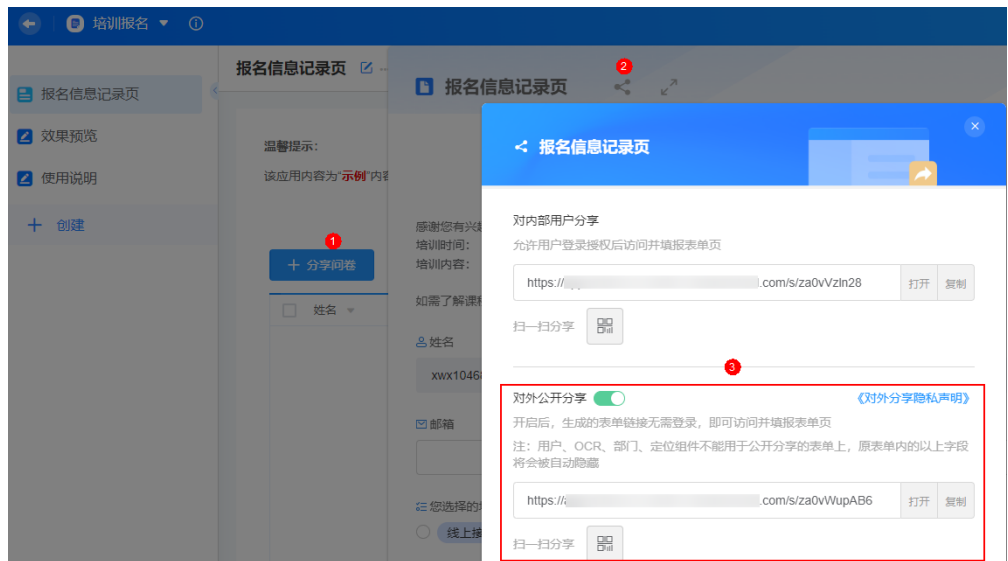 培训报名
报名信息记录页
效果预览
使用说明
创建
报名信息记录页
温馨提示：
该应用内容为“示例”内容
1
分享问卷
姓名
报名信息记录页
2
感谢您有兴趣
培训时间：
培训内容：
如需了解课程
姓名
xwx10468
邮箱
您选择的
线上接
报名信息记录页
对内部用户分享
允许用户登录授权后访问并填报表单页
https:// .com/s/za0vVzIn28 打开 复制
扫一扫分享
3
对外公开分享 《对外分享隐私声明》
开启后，生成的表单链接无需登录，即可访问并填报表单页
注：用户、OCR、部门、定位组件不能用于公开分享的表单上，原表单内的以上字段
将会被自动隐藏
https:// .com/s/za0vWupAB6 打开 复制
扫一扫分享